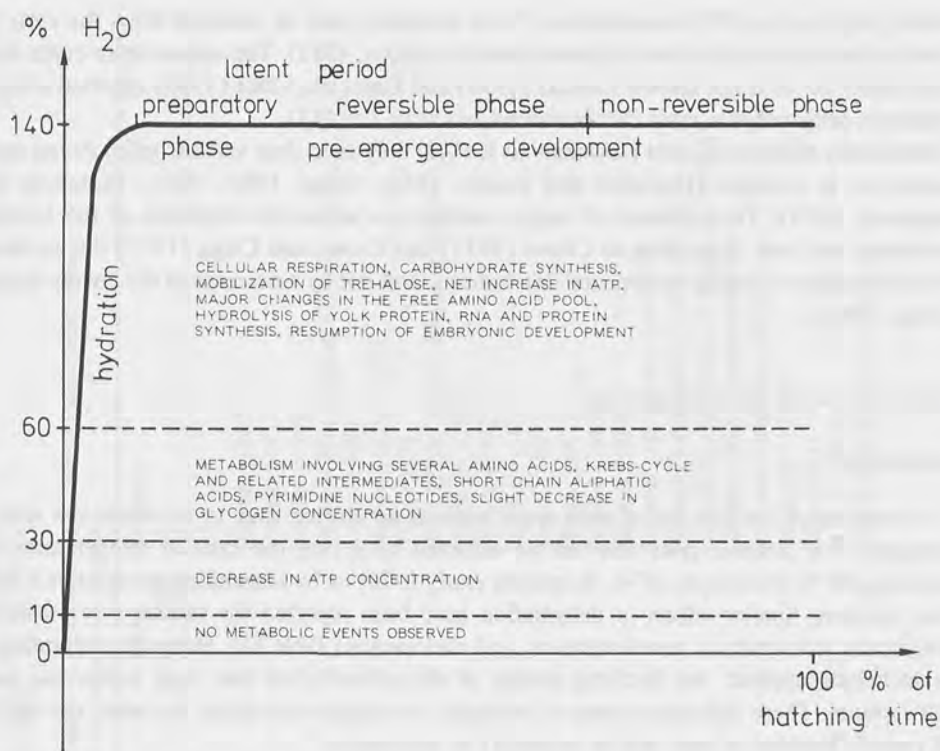 % H₂O
latent period
preparatory reversible phase non-reversible phase
140
phase pre-emergence development
hydration
CELLULAR RESPIRATION, CARBOHYDRATE SYNTHESIS,
MOBILIZATION OF TREHALOSE, NET INCREASE IN ATP,
MAJOR CHANGES IN THE FREE AMINO ACID POOL,
HYDROLYSIS OF YOLK PROTEIN, RNA AND PROTEIN
SYNTHESIS, RESUMPTION OF EMBRYONIC DEVELOPMENT
60
METABOLISM INVOLVING SEVERAL AMINO ACIDS, KREBS-CYCLE
AND RELATED INTERMEDIATES, SHORT CHAIN ALIPHATIC
ACIDS, PYRIMIDINE NUCLEOTIDES, SLIGHT DECREASE IN
GLYCOGEN CONCENTRATION
30
DECREASE IN ATP CONCENTRATION
10
NO METABOLIC EVENTS OBSERVED
0
100 % of
hatching time